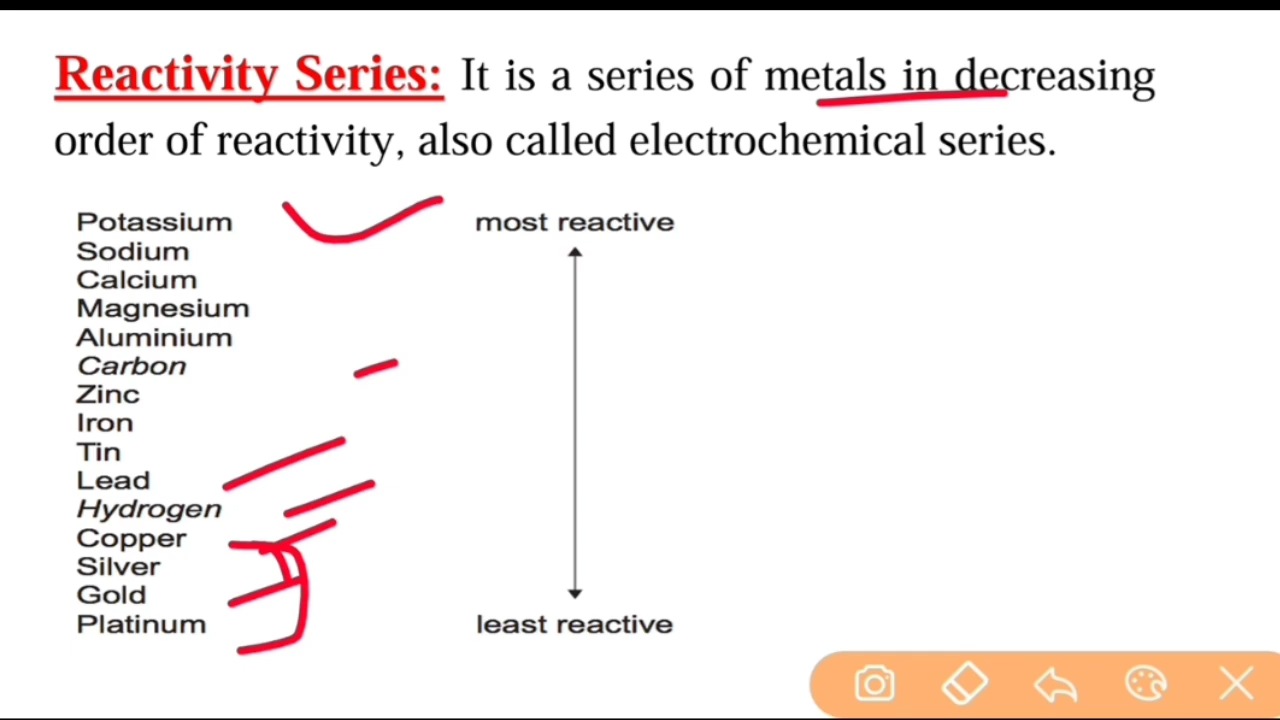 Reactivity Series: It is a series of metals in decreasing
order of reactivity, also called electrochemical series.
Potassium most reactive
Sodium
Calcium
Magnesium
Aluminium
Carbon
Zinc
Iron
Tin
Lead
Hydrogen
Copper
Silver
Gold
Platinum least reactive